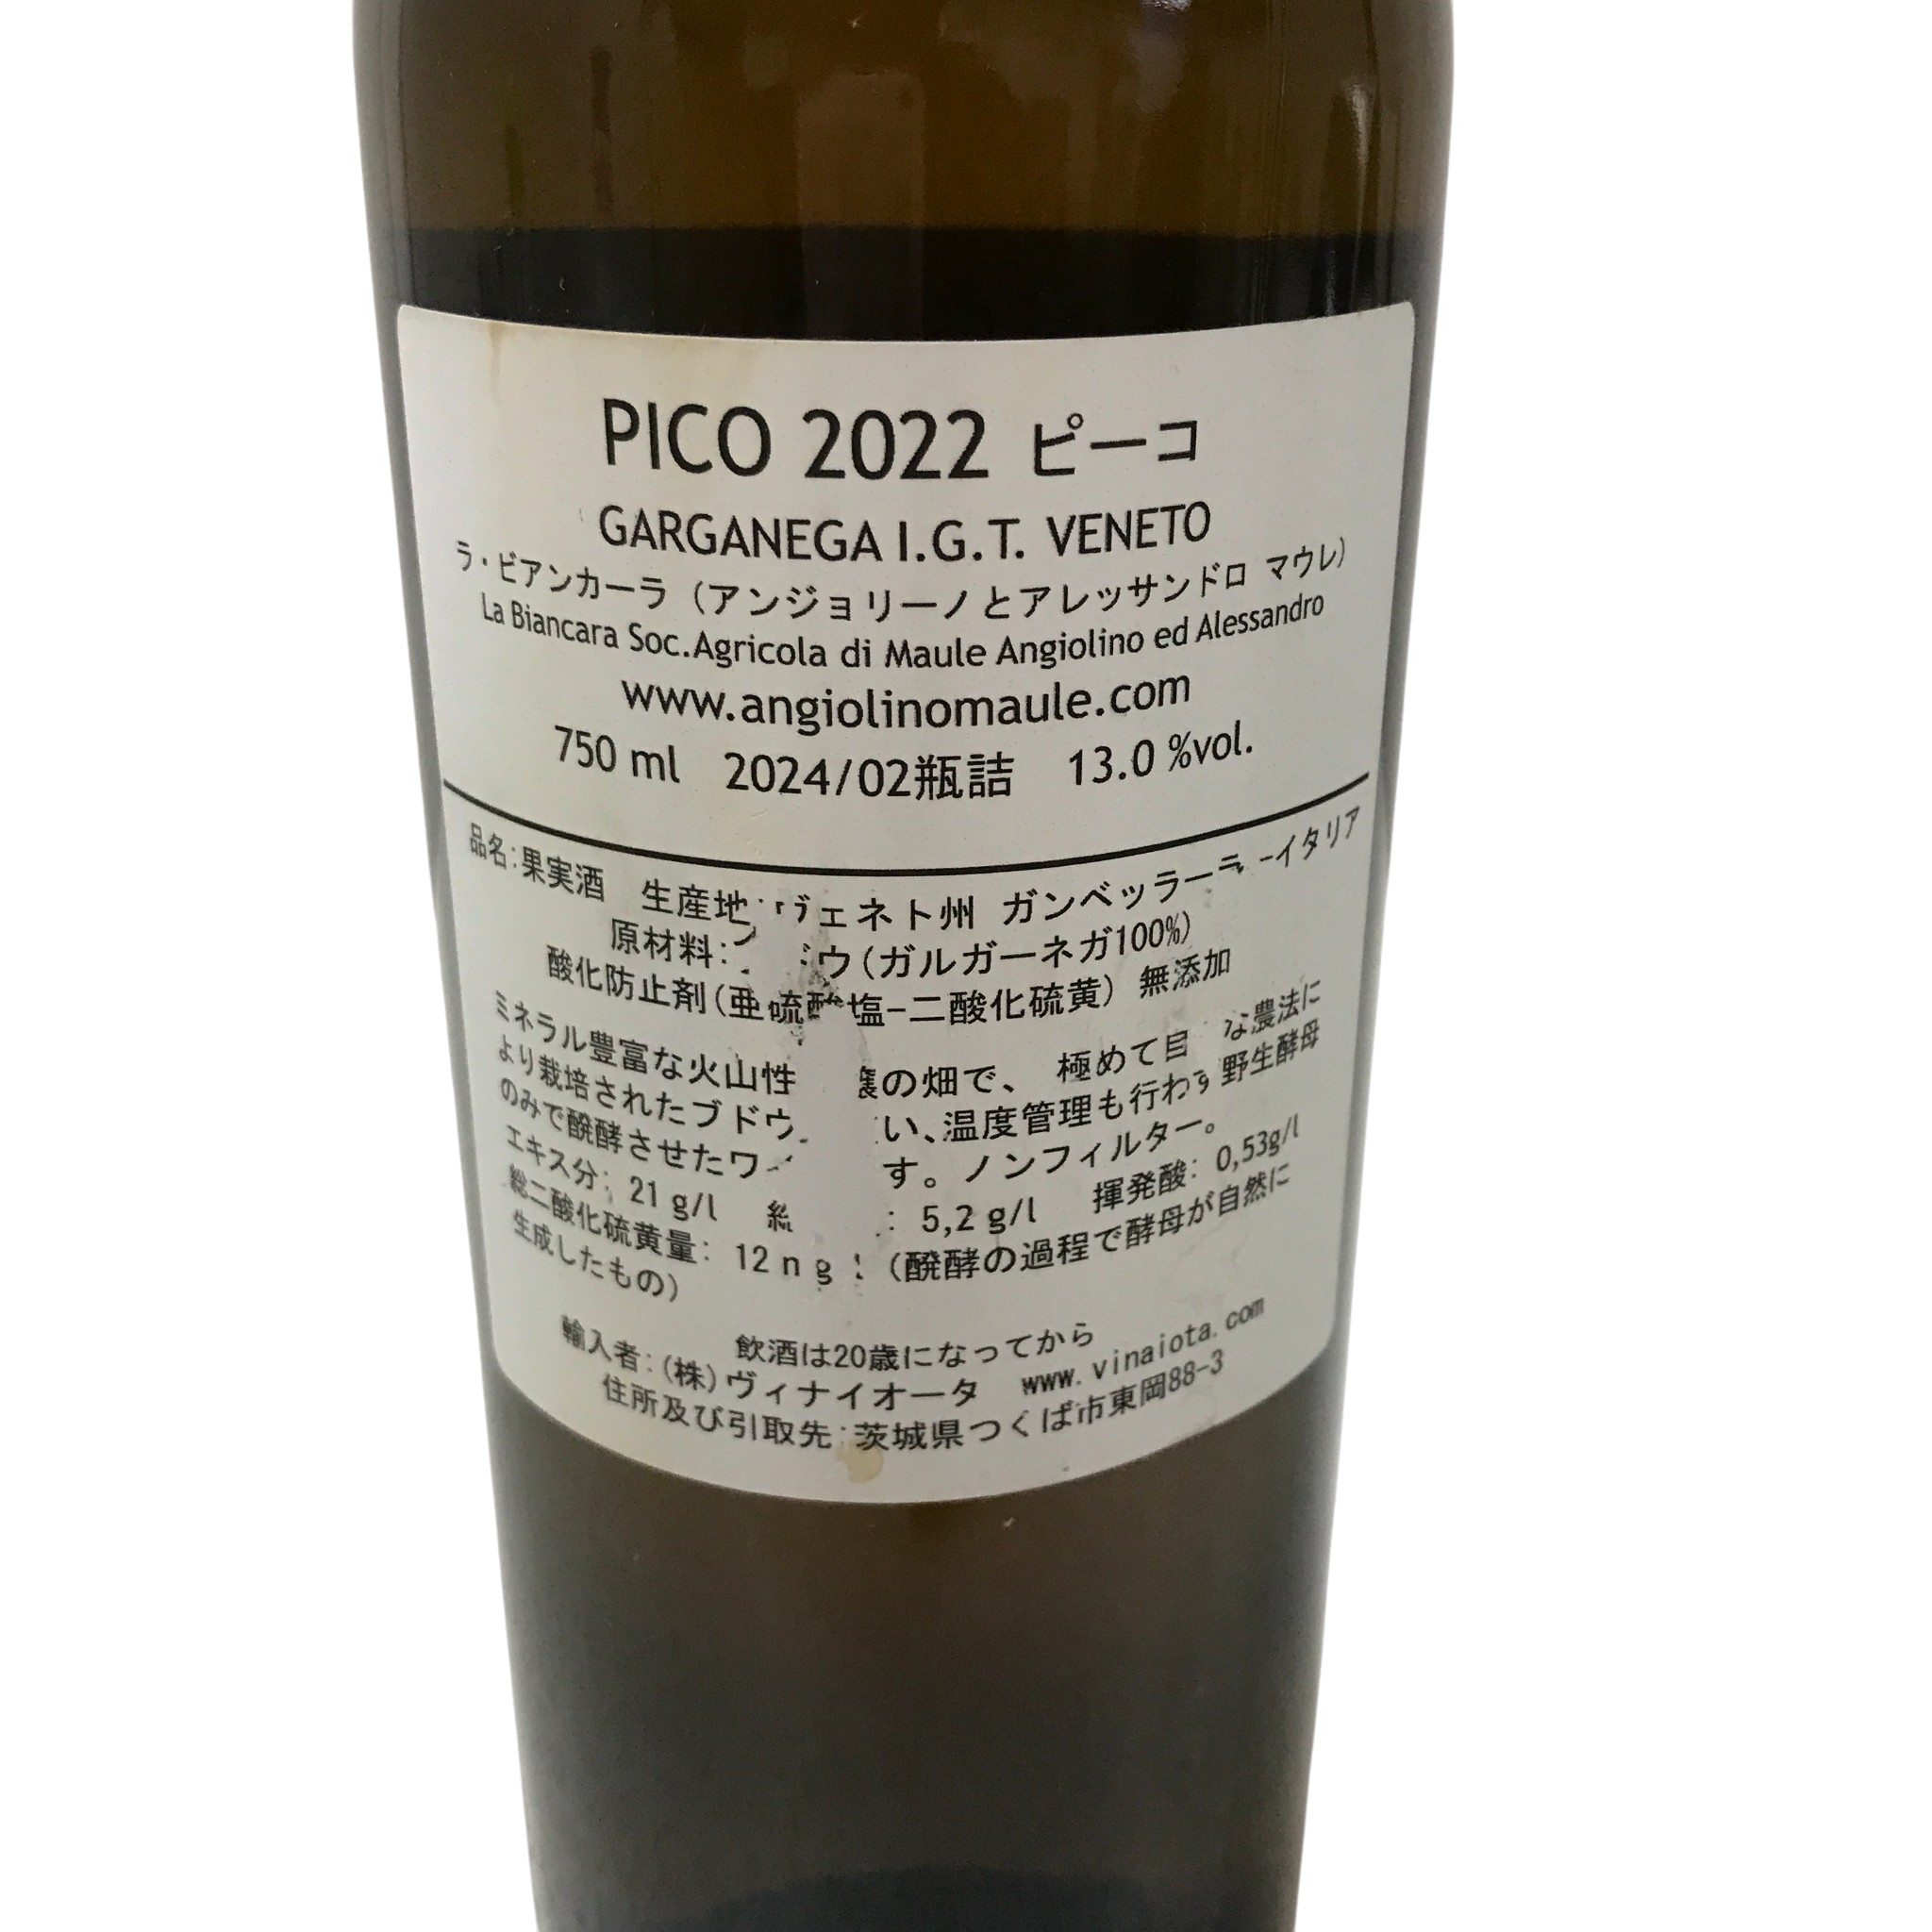 PICO 2022 ピーコ
GARGANEGA I.G.T. VENETO
ラ・ビアンカーラ（アンジョリーノとアレッサンドロ マウレ）
La Biancara Soc.Agricola di Maule Angiolino ed Alessandro
www.angiolinomaule.com
750 ml 2024/02瓶詰 13.0 %vol.
品名：果実酒 生産地 ヴェネト州 ガンベッラーラ ーイタリア
原材料: ウ（ガルガーネガ100%）
酸化防止剤（亜硫酸塩−二酸化硫黄）無添加
ミネラル豊富な火山性 の畑で、 極めて な農法に
より栽培されたブドウ い、温度管理も行わず 野生酵母
のみで醗酵させたワ す。ノンフィルター。
エキス分： 21 g/l : 5,2 g/l 揮発酸： 0,53g/l
総二酸化硫黄量： 12 （醗酵の過程で酵母が自然に
生成したもの）
飲酒は20歳になってから
輸入者：（株）ヴィナイオータ www.vinaiota.com
住所及び引取先：茨城県つくば市東岡88-3